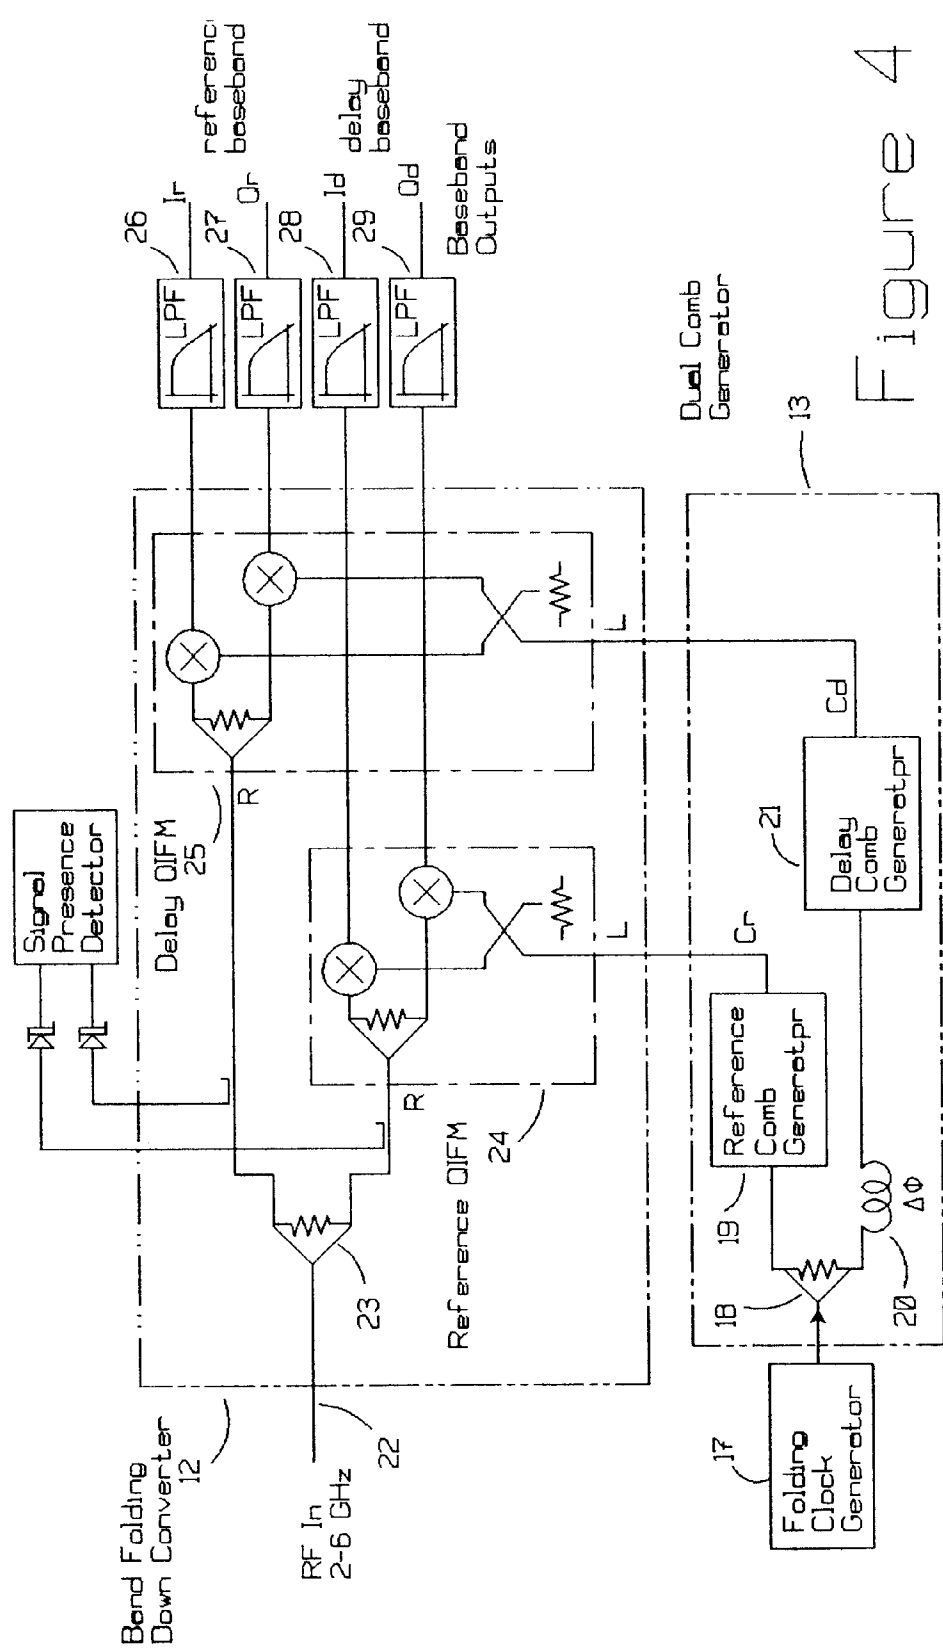 Signal
Presence
Detector
Band Folding
Down Converter
12
RF In
2-6 GHz
22
23
Delay QIFM
25
R
Reference QIFM
24
R
L
L
LPF
26
Ir
LPF
27
Qr
LPF
28
Id
LPF
29
Qd
referenc
baseband
delay
baseband
Baseband
Outputs
Dual Comb
Generator
13
Folding
Clock
Generator
17
18
19
Reference
Comb
Generatpr
Cr
20
ΔΦ
21
Delay
Comb
Generatpr
Cd
Figure 4